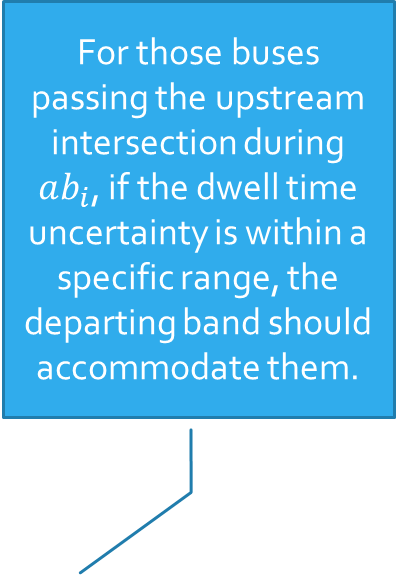 For those buses
passing the upstream
intersection during
𝑎𝑏ᵢ, if the dwell time
uncertainty is within a
specific range, the
departing band should
accommodate them.